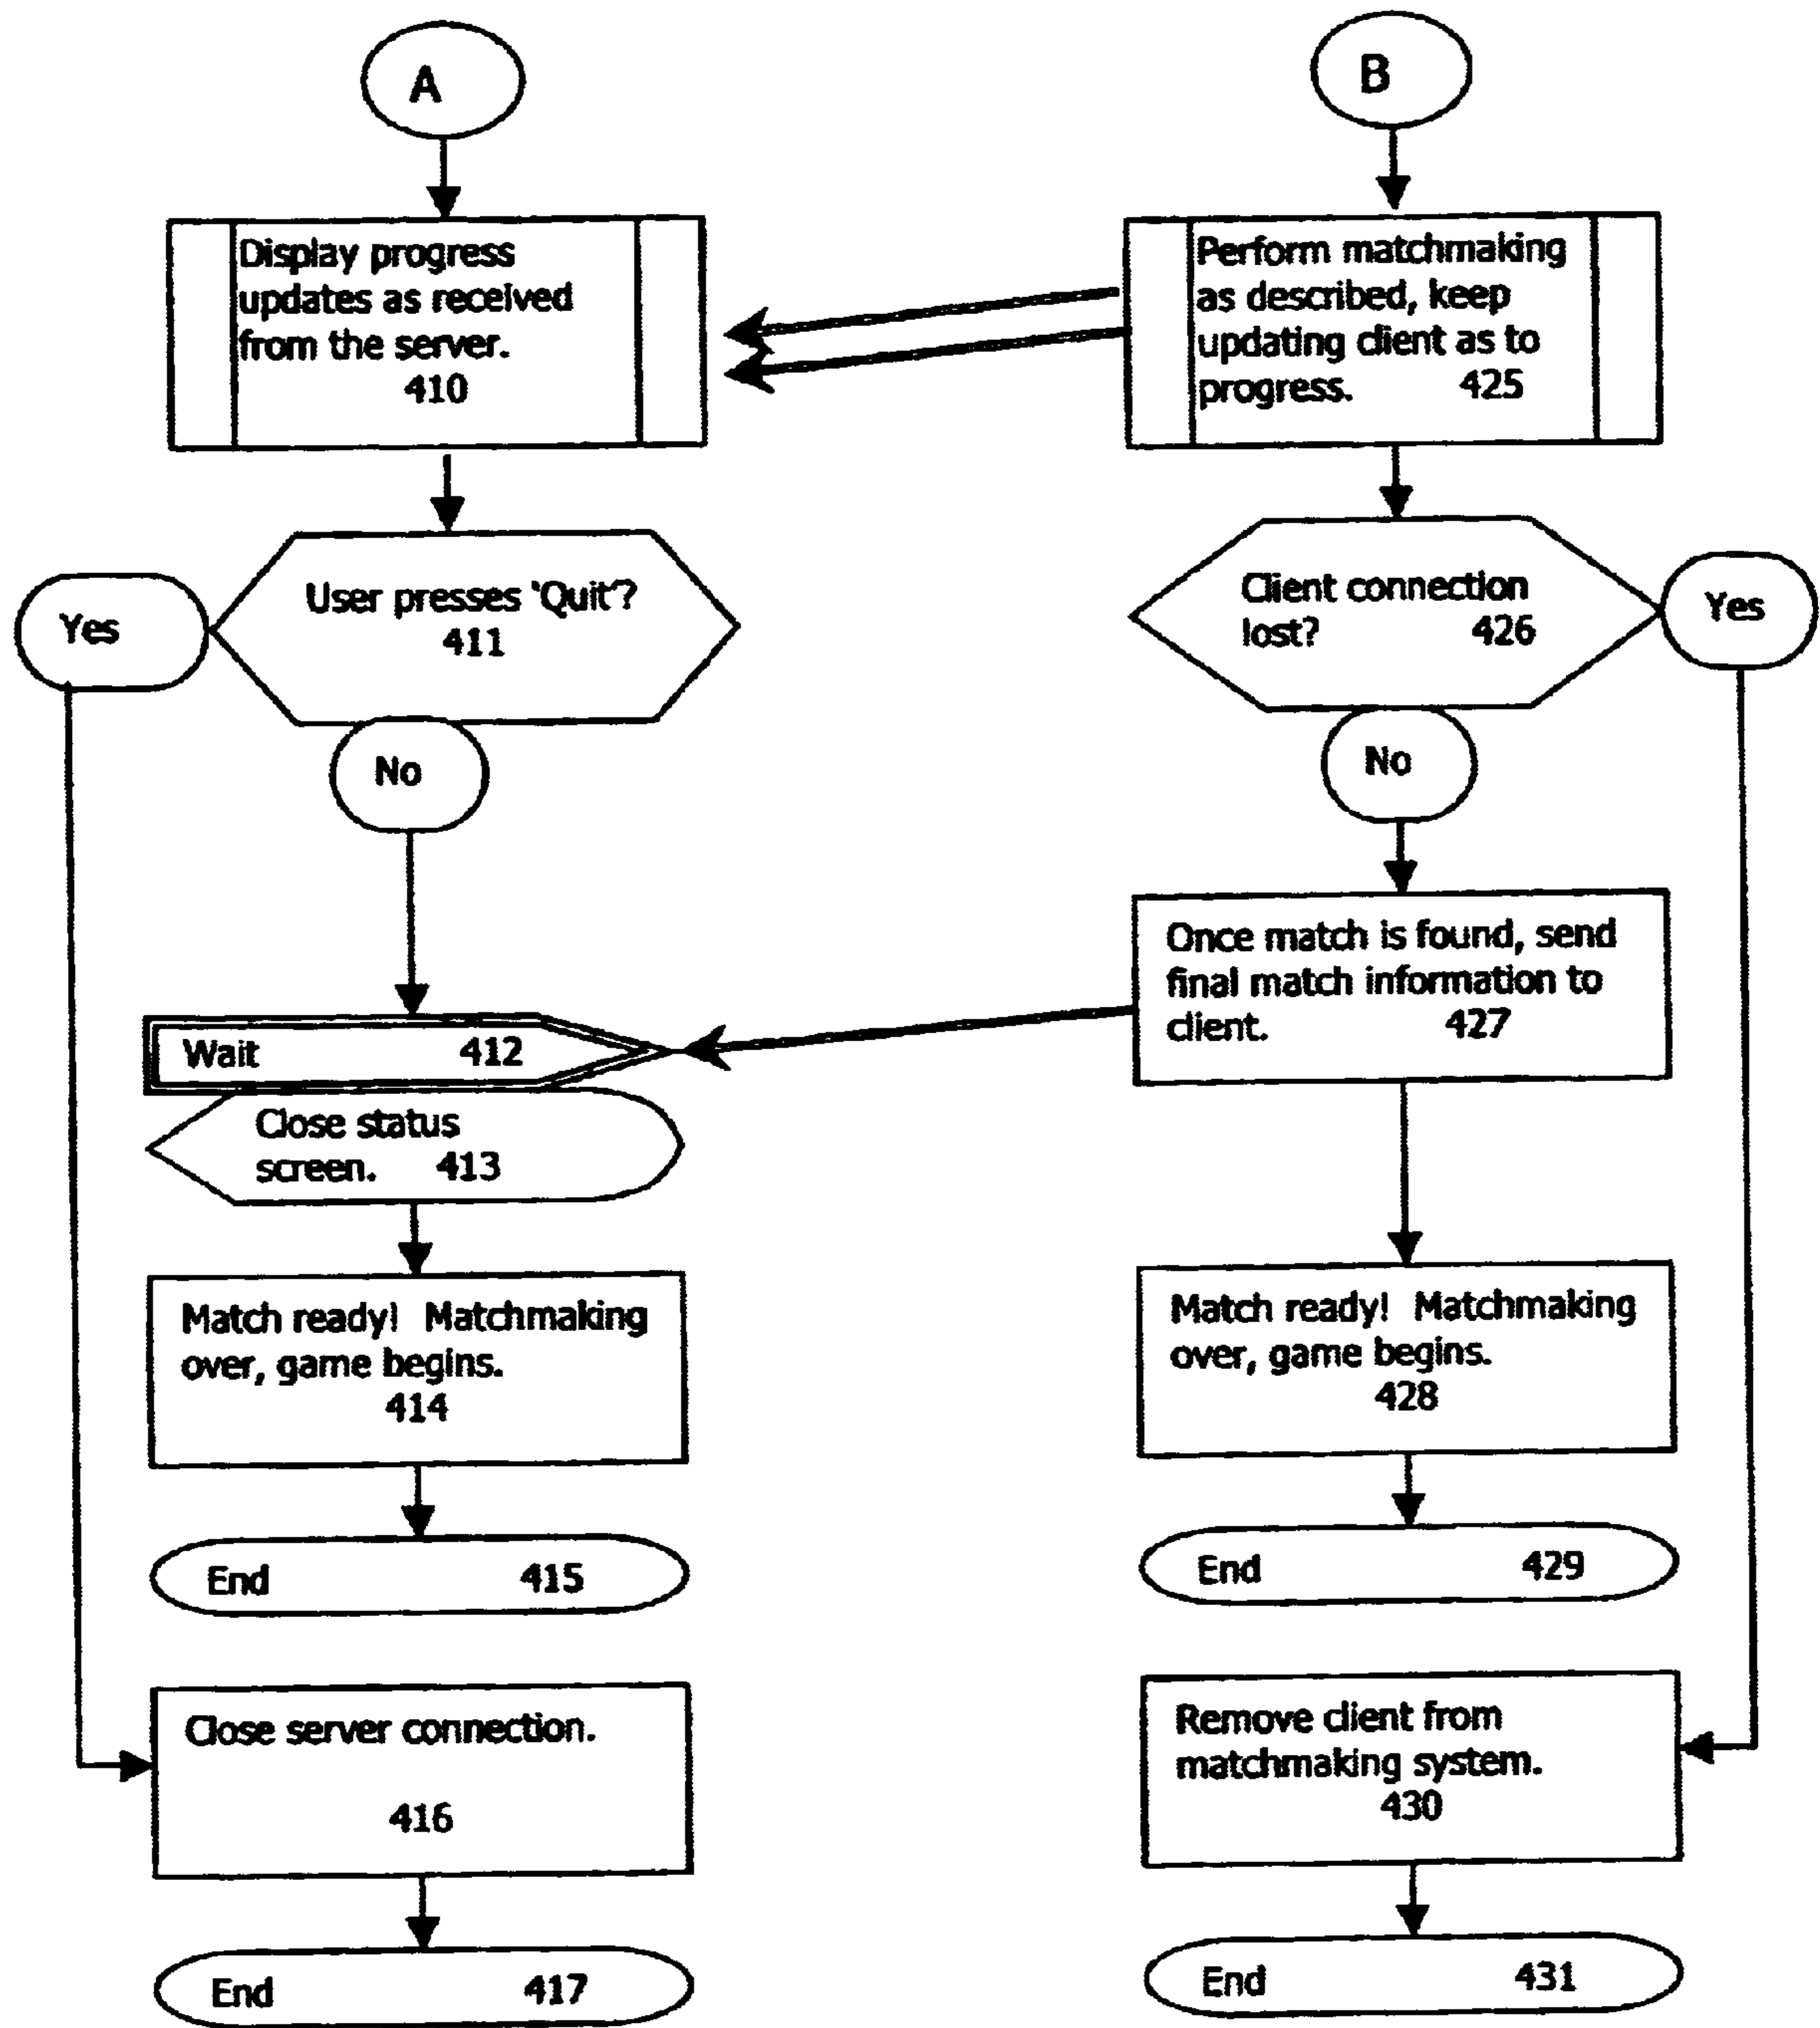 A
Display progress
updates as received
from the server.
410
User presses 'Quit'?
411
Yes
No
Wait 412
Close status
screen. 413
Match ready! Matchmaking
over, game begins.
414
End 415
Close server connection.
416
End 417
B
Perform matchmaking
as described, keep
updating client as to
progress. 425
Client connection
lost? 426
Yes
No
Once match is found, send
final match information to
client. 427
Match ready! Matchmaking
over, game begins.
428
End 429
Remove client from
matchmaking system.
430
End 431